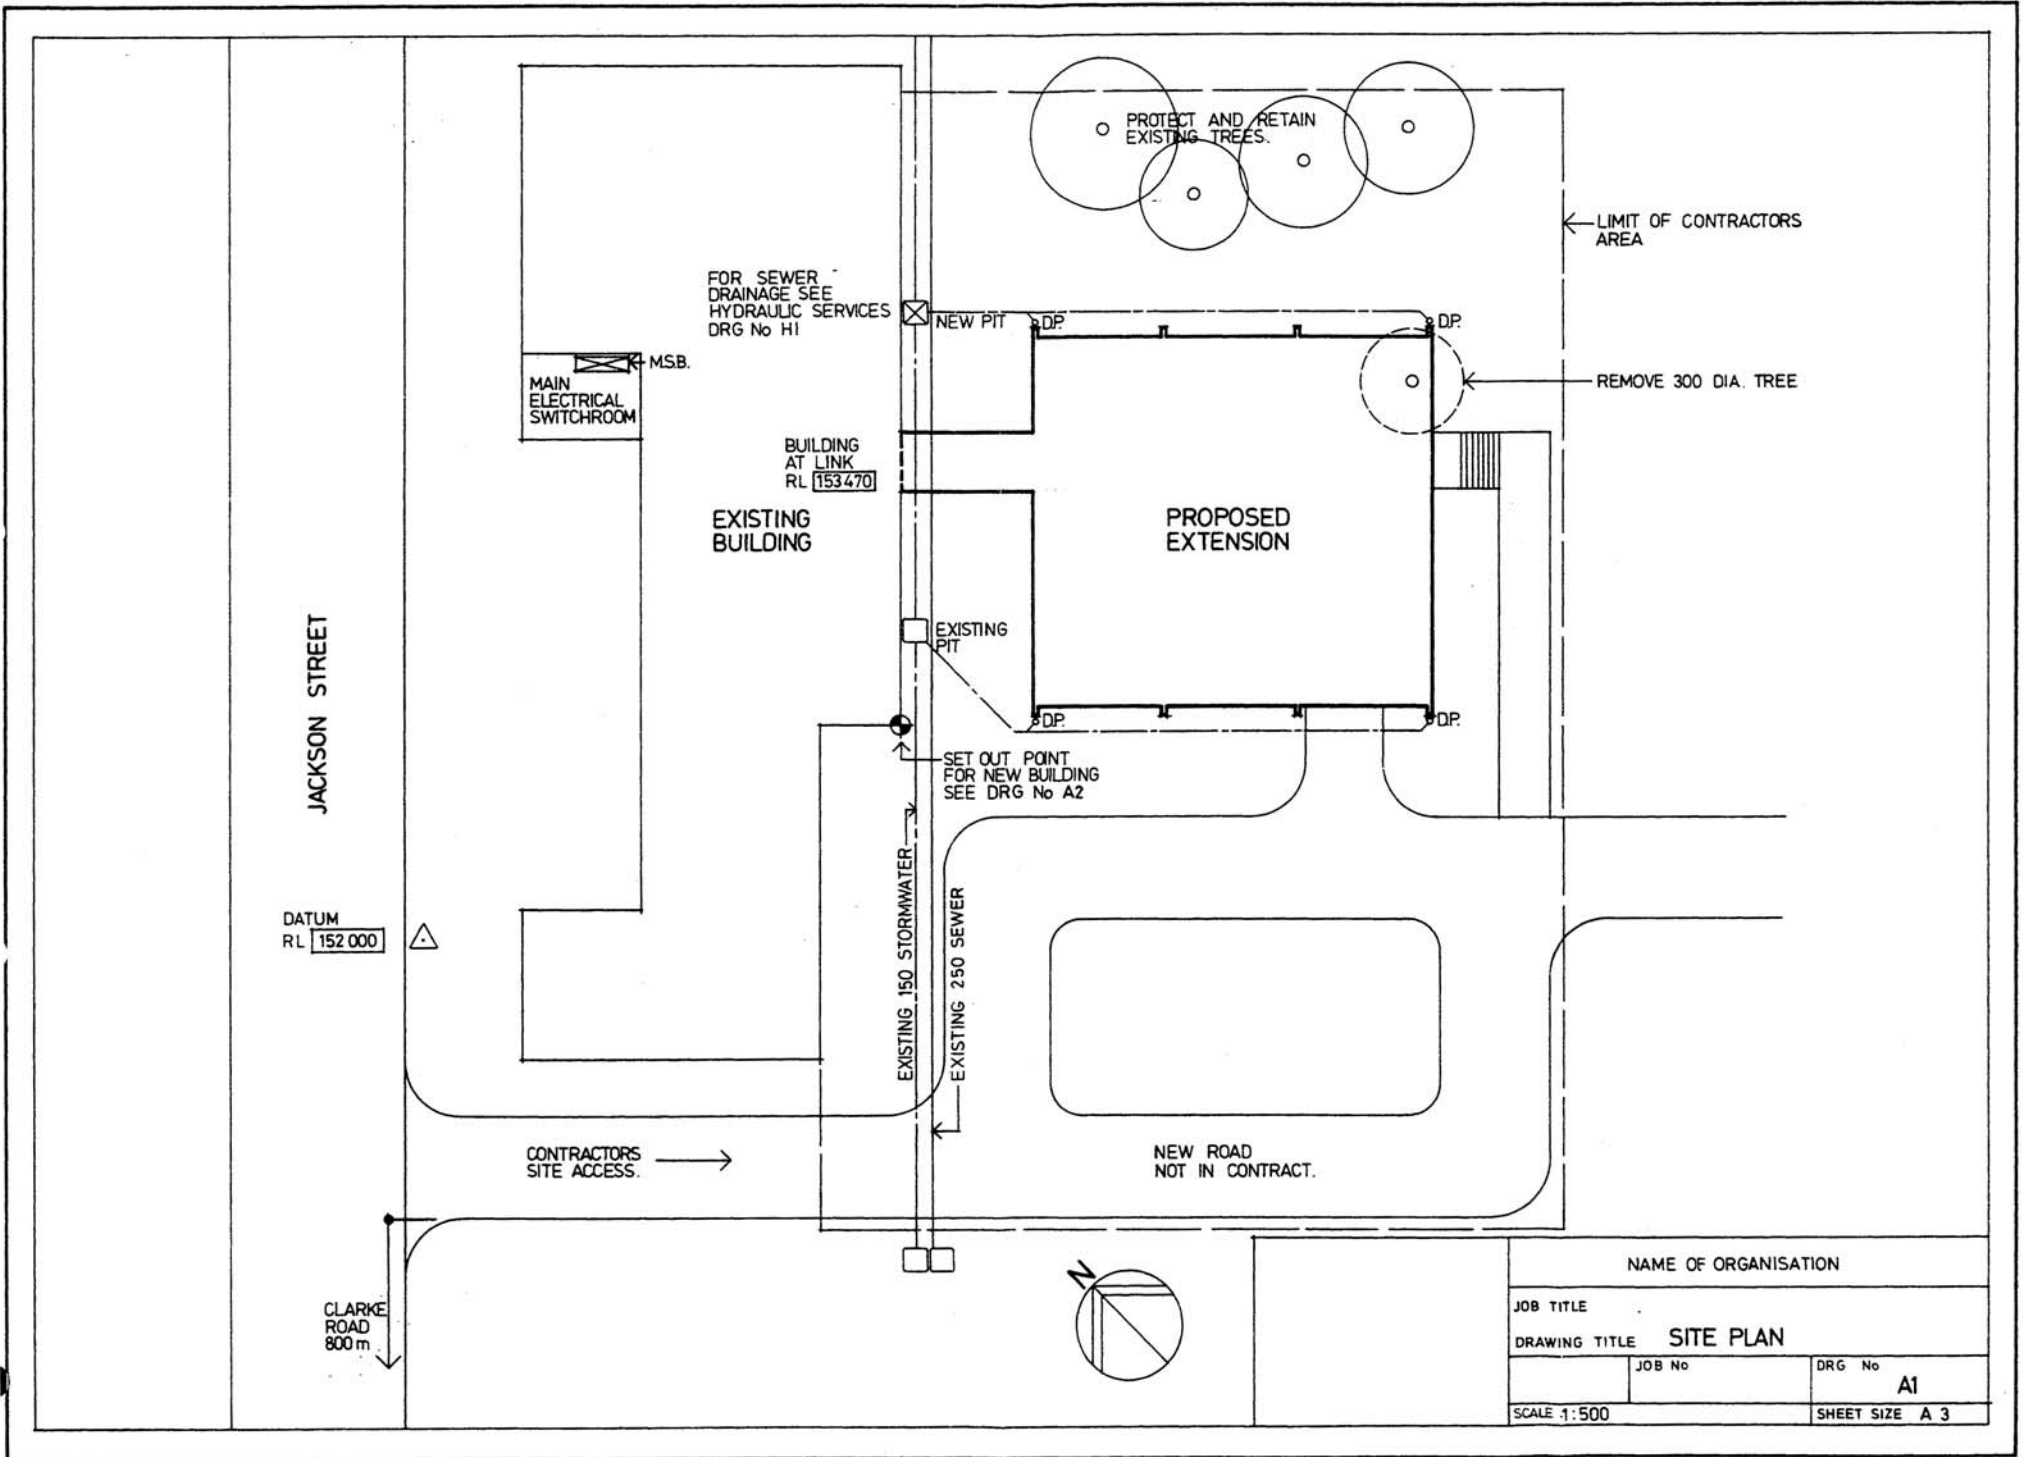 PROTECT AND RETAIN
EXISTING TREES.
LIMIT OF CONTRACTORS
AREA
FOR SEWER
DRAINAGE SEE
HYDRAULIC SERVICES
DRG No H1
NEW PIT
D.P.
D.P.
M.S.B.
MAIN
ELECTRICAL
SWITCHROOM
REMOVE 300 DIA. TREE
BUILDING
AT LINK
RL 153470
EXISTING
BUILDING
PROPOSED
EXTENSION
EXISTING
PIT
JACKSON STREET
D.P.
D.P.
SET OUT POINT
FOR NEW BUILDING
SEE DRG No A2
EXISTING 150 STORMWATER
EXISTING 250 SEWER
DATUM
RL 152 000
CONTRACTORS
SITE ACCESS.
NEW ROAD
NOT IN CONTRACT.
CLARKE
ROAD
800 m
N
NAME OF ORGANISATION
JOB TITLE
DRAWING TITLE SITE PLAN
JOB No
DRG No
A1
SCALE 1:500
SHEET SIZE A 3